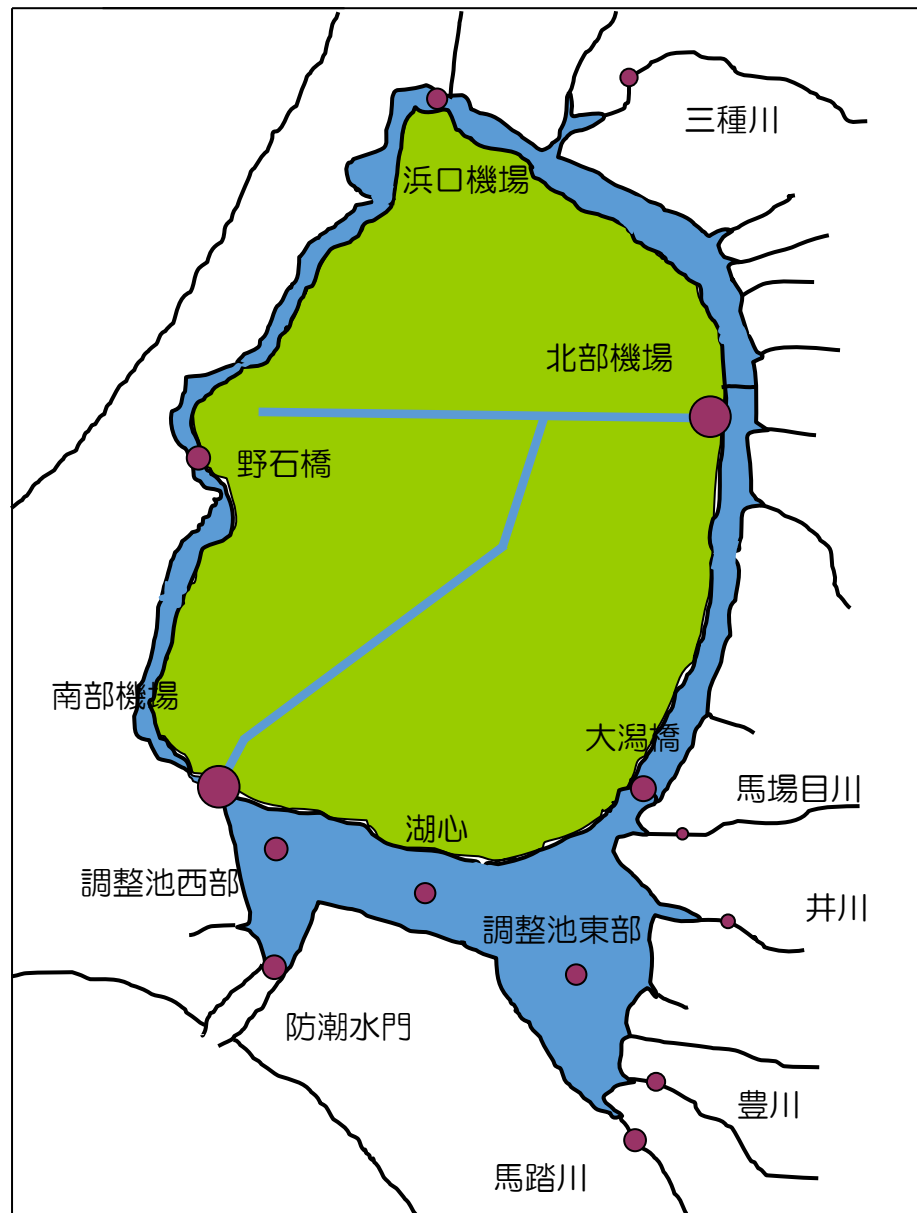 三種川
浜口機場
北部機場
野石橋
南部機場
大潟橋
馬場目川
湖心
調整池西部
井川
調整池東部
防潮水門
豊川
馬踏川